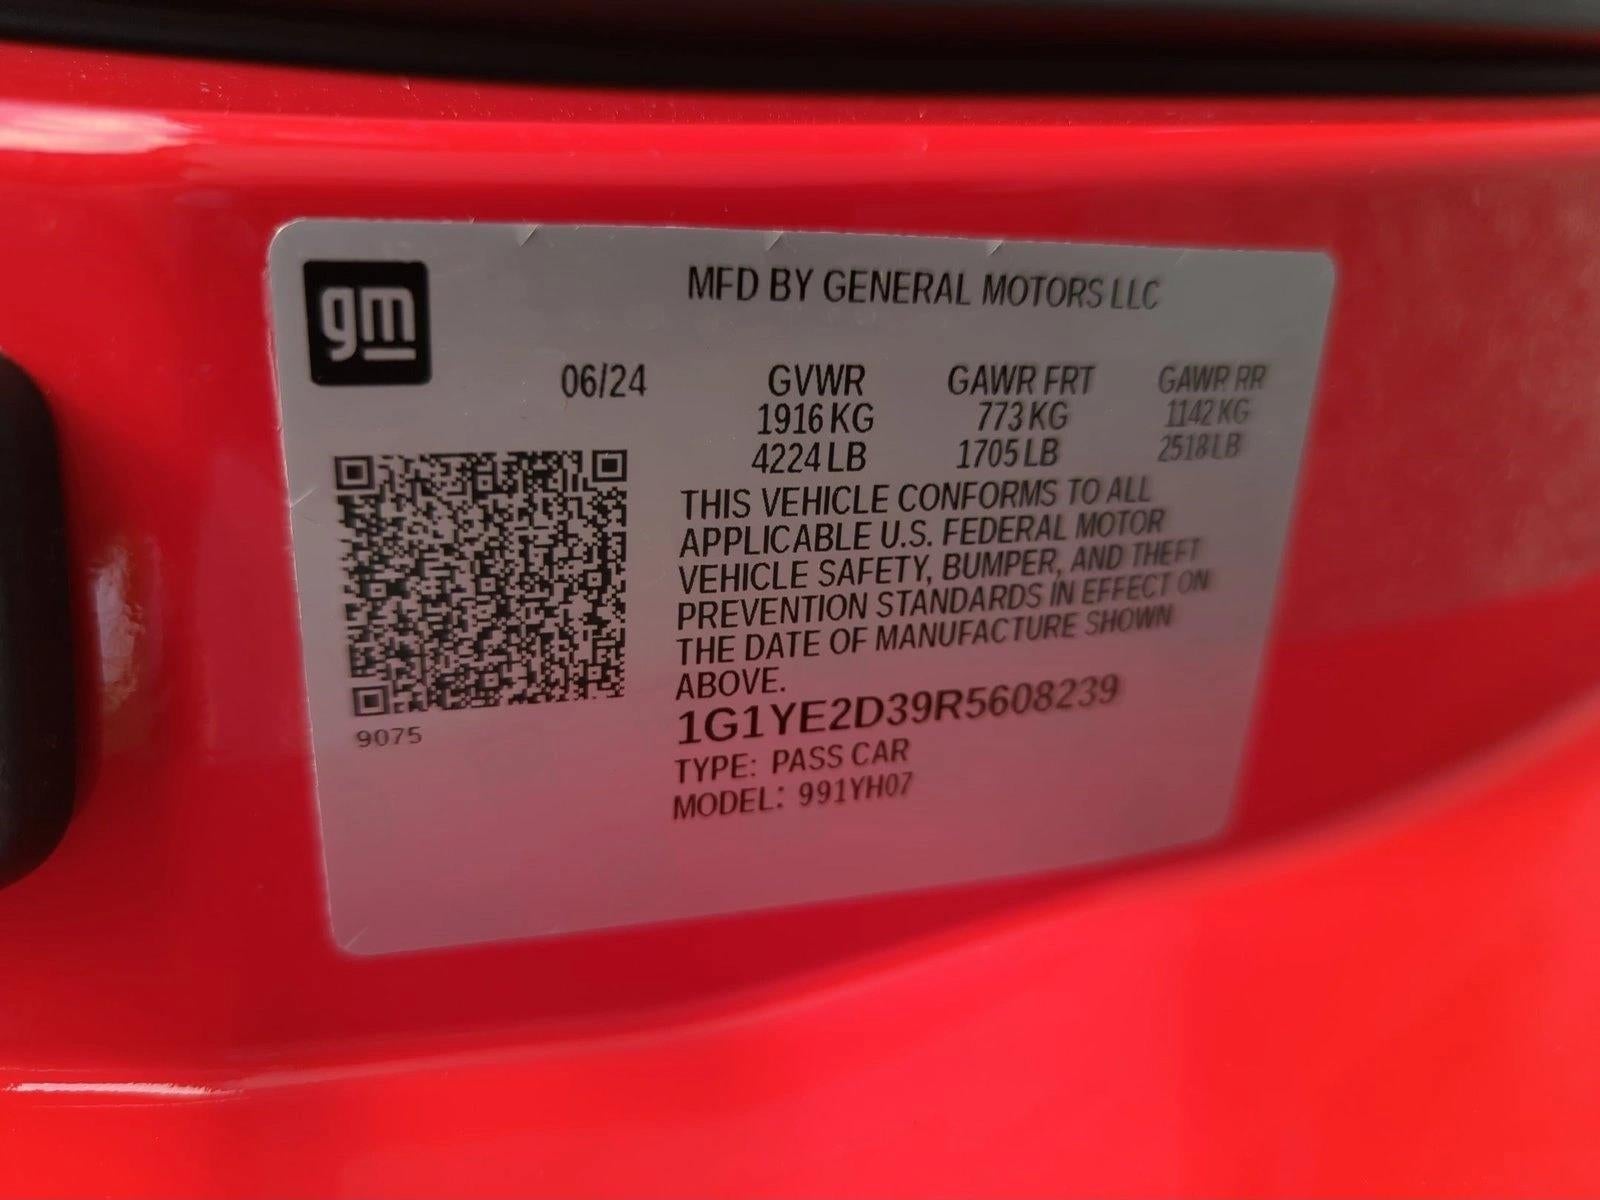 gm
MFD BY GENERAL MOTORS LLC
06/24 GVWR GAWR FRT GAWR RR
1916 KG 773 KG 1142 KG
4224 LB 1705 LB 2518 LB
THIS VEHICLE CONFORMS TO ALL
APPLICABLE U.S. FEDERAL MOTOR
VEHICLE SAFETY, BUMPER, AND THEFT
PREVENTION STANDARDS IN EFFECT ON
THE DATE OF MANUFACTURE SHOWN
ABOVE.
1G1YE2D39R5608239
TYPE: PASS CAR
MODEL: 991YH07
9075